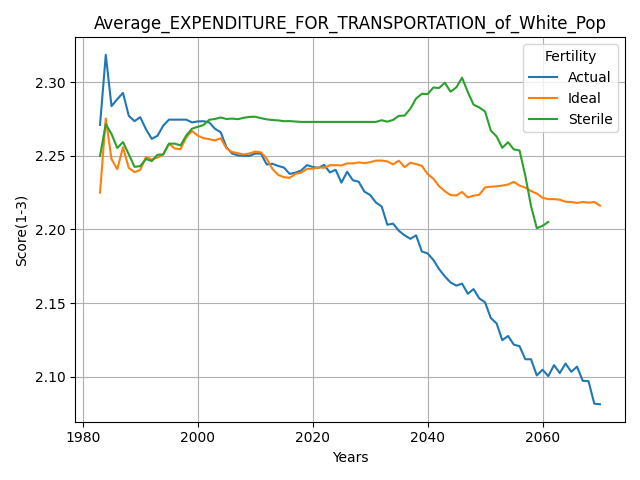 Average_EXPENDITURE_FOR_TRANSPORTATION_of_White_Pop
Fertility
Actual
Ideal
Sterile
Score(1-3)
2.30
2.25
2.20
2.15
2.10
1980
2000
2020
2040
2060
Years